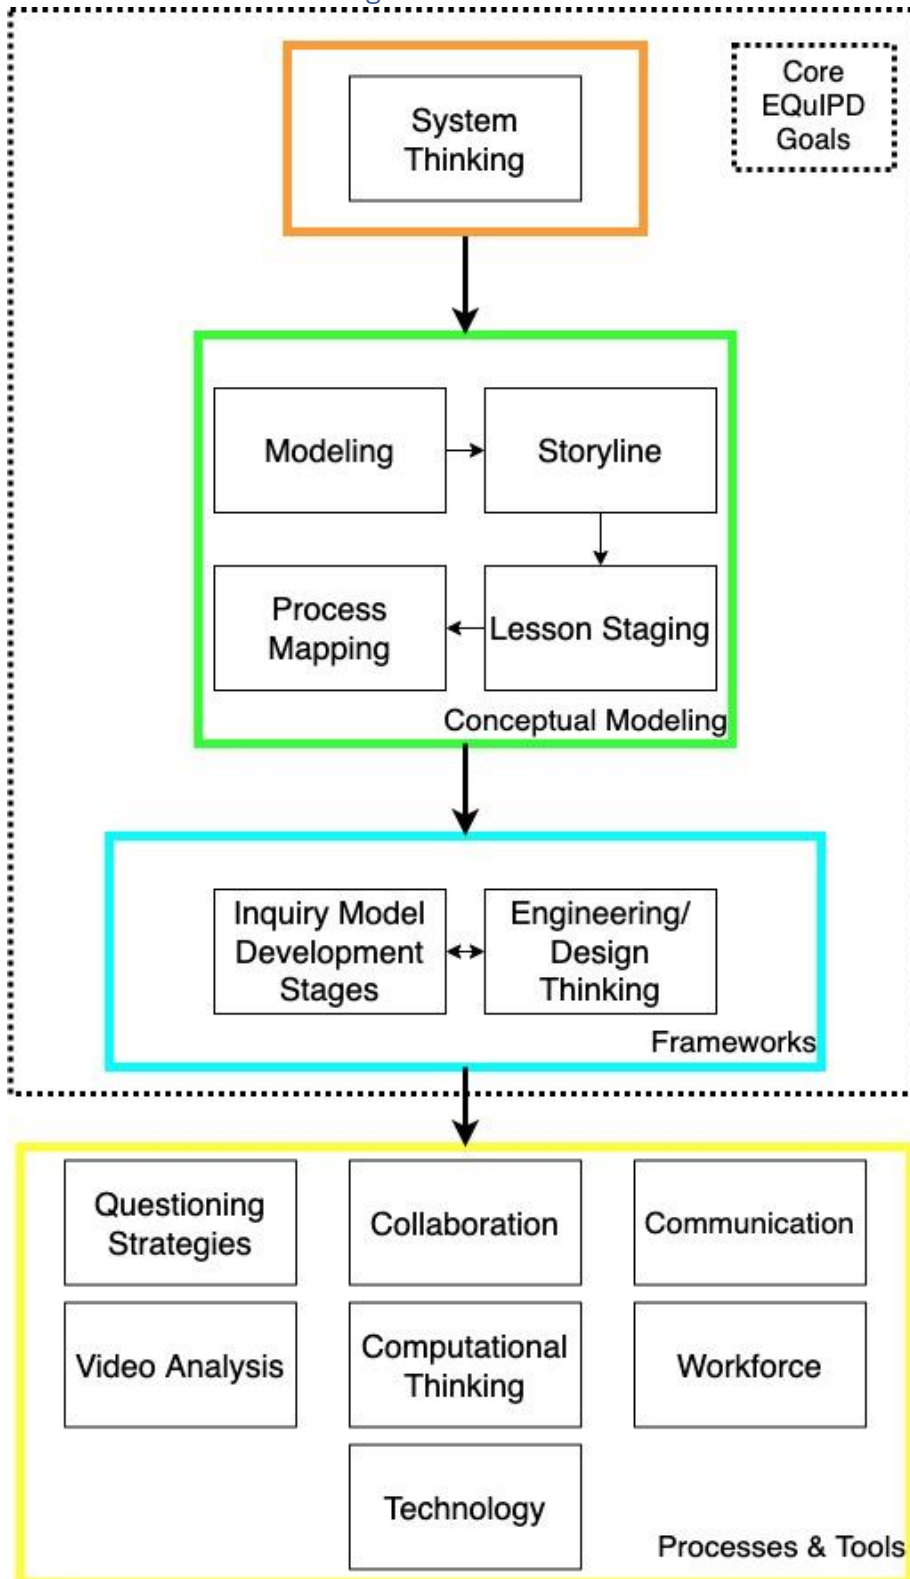 Core
EQuIPD
Goals
System
Thinking
Modeling
Storyline
Process
Mapping
Lesson Staging
Conceptual Modeling
Inquiry Model
Development
Stages
Engineering/
Design
Thinking
Frameworks
Questioning
Strategies
Collaboration
Communication
Video Analysis
Computational
Thinking
Workforce
Technology
Processes & Tools